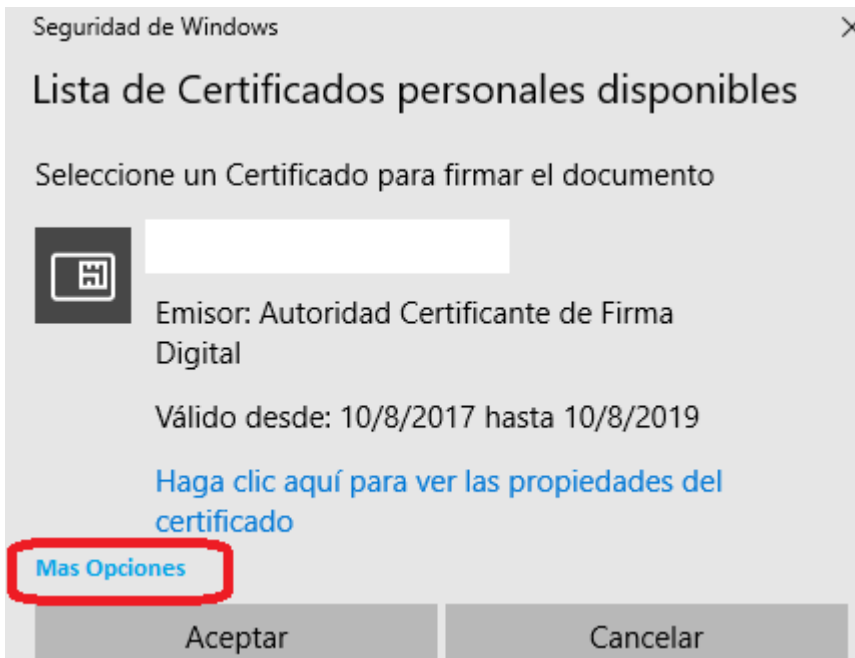 Seguridad de Windows
Lista de Certificados personales disponibles
Seleccione un Certificado para firmar el documento
Emisor: Autoridad Certificante de Firma
Digital
Válido desde: 10/8/2017 hasta 10/8/2019
Haga clic aquí para ver las propiedades del
certificado
Mas Opciones
Aceptar
Cancelar